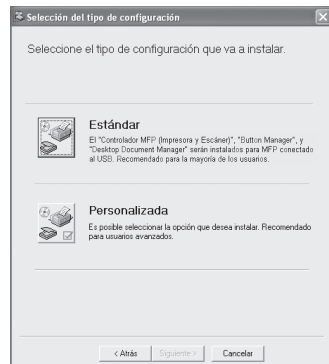 Selección del tipo de configuración
Seleccione el tipo de configuración que va a instalar.
Estándar
El "Controlador MFP (Impresora y Escáner)", "Button Manager", y
"Desktop Document Manager" serán instalados para MFP conectado
al USB. Recomendado para la mayoría de los usuarios.
Personalizada
Es posible seleccionar la opción que desea instalar. Recomendado
para usuarios avanzados.
< Atrás
Siguiente >
Cancelar